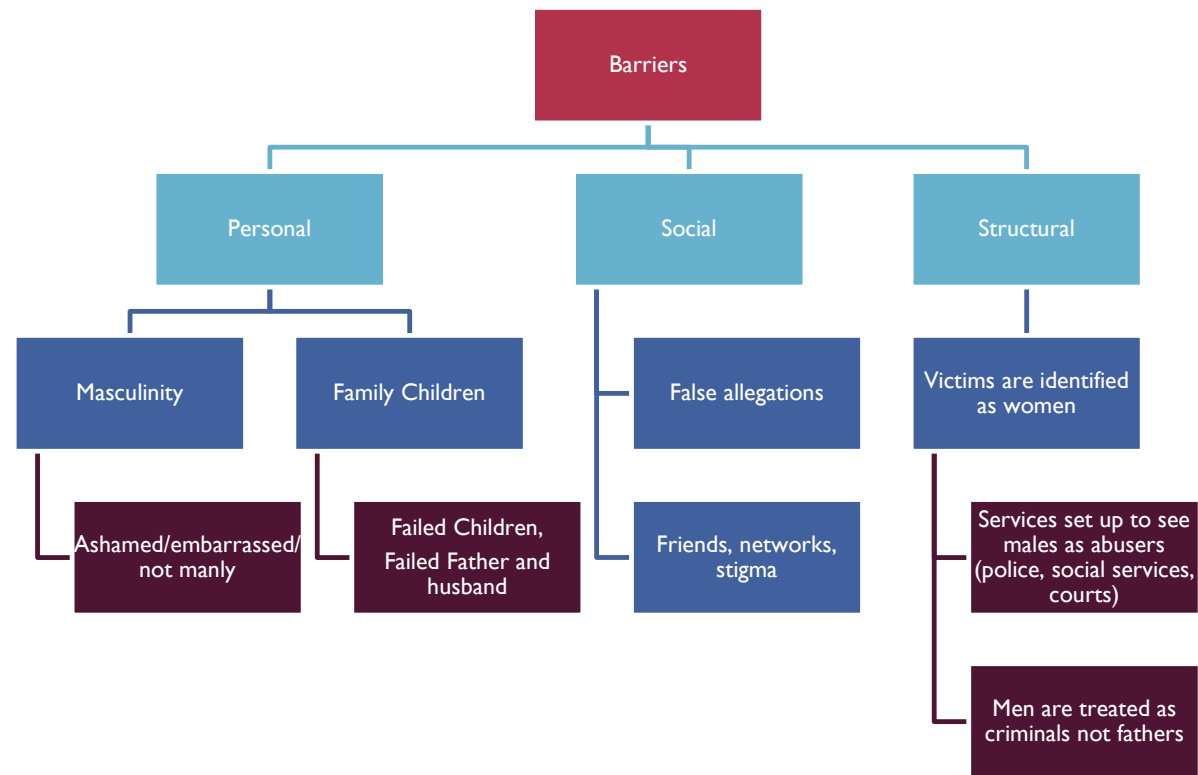 Barriers
Personal
Social
Structural
Masculinity
Family Children
False allegations
Victims are identified
as women
Ashamed/embarrassed/
not manly
Failed Children,
Failed Father and
husband
Friends, networks,
stigma
Services set up to see
males as abusers
(police, social services,
courts)
Men are treated as
criminals not fathers